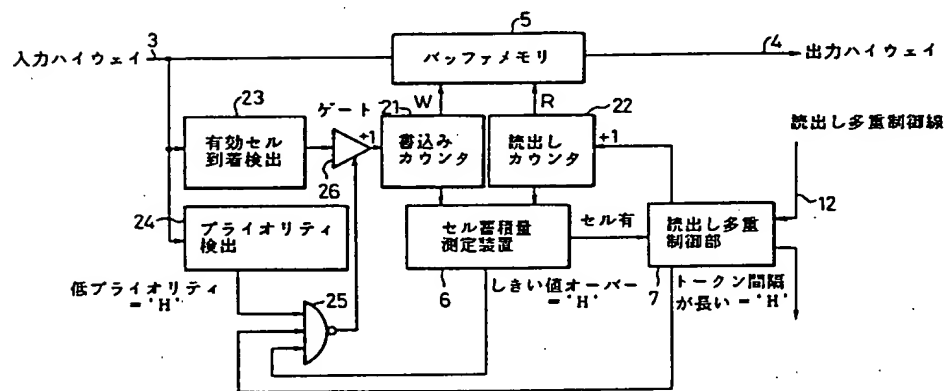 5
入力ハイウェイ 3
バッファメモリ
4 出力ハイウェイ
23
ゲート 21
W
R
22
有効セル
到着検出
+1
26
書込み
カウンタ
読出し
カウンタ
+1
読出し多重制御線
24
プライオリティ
検出
セル蓄積量
測定装置
セル有
読出し多重
制御部
12
低プライオリティ
="H"
25
6
しきい値オーバー
="H"
7
トークン間隔
が長い="H"